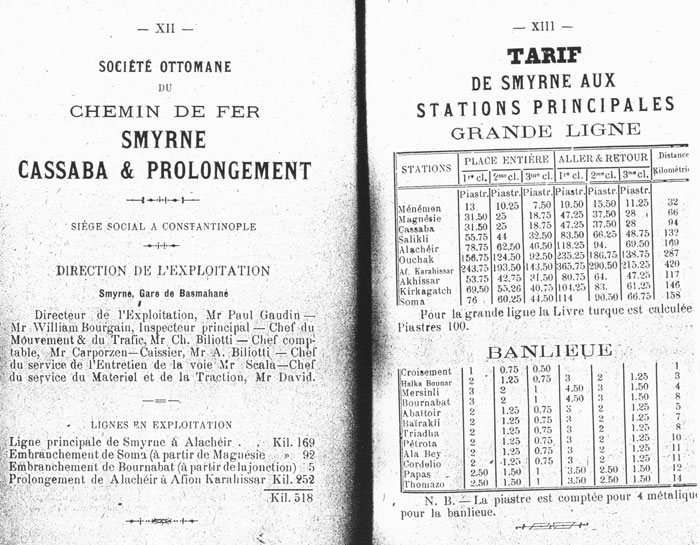 — XII —
SOCIÉTÉ OTTOMANE
DU
CHEMIN DE FER
SMYRNE
CASSABA & PROLONGEMENT
SIÈGE SOCIAL A CONSTANTINOPLE
DIRECTION DE L'EXPLOITATION
Smyrne, Gare de Basmahané
Directeur de l'Exploitation, Mr Paul Gaudin —
Mr William Bourgain, Inspecteur principal — Chef du
Mouvement & du Trafic, Mr Ch. Biliotti — Chef comp-
table, Mr Carporzen — Caissier, Mr A. Biliotti — Chef
du service de l'Entretien de la voie Mr Scala — Chef
du service du Materiel et de la Traction, Mr David.
LIGNES EN EXPLOITATION
Ligne principale de Smyrne à Alachéir . . Kil. 169
Embranchement de Soma (à partir de Magnésie » 92
Embranchement de Bournabat (à partir de la jonction) 5
Prolongement de Alachéir à Afion Karahissar Kil. 252
Kil. 518
— XIII —
TARIF
DE SMYRNE AUX
STATIONS PRINCIPALES
GRANDE LIGNE
STATIONS PLACE ENTIÈRE ALLER & RETOUR Distance
1re cl. 2me cl. 3me cl. 1re cl. 2me cl. 3me cl. Kilométriq
Piastr. Piastr. Piastr. Piastr. Piastr. Piastr.
Ménémen 13 10.25 7.50 19.50 15.50 11.25 32
Magnésie 31.50 25 18.75 47.25 37.50 28 66
Cassaba 31.50 25 18.75 47.25 37.50 28 94
Salikli 55.75 44 32.50 83.50 66.25 48.75 132
Alachéir 78.75 62.50 46.50 118.25 94. 69.50 169
Ouchak 156.75 124.50 92.50 235.25 186.75 138.75 287
Af. Karahissar 243.75 193.50 143.50 365.75 290.50 215.25 420
Akhissar 53.75 42.75 31.50 80.75 64. 47.25 117
Kirkagatch 69.50 55.26 40.75 104.25 83. 61.25 146
Soma 76 60.25 44.50 114 90.50 66.75 158
Pour la grande ligne la Livre turque est calculée
Piastres 100.
BANLIEUE
Croisement 1 0.75 0.50 1
Halka Bounar 2 1.25 0.75 3 2 1.25 3
Mersinli 3 2 1 4.50 3 1.50 4
Bournabat 3 2 1 4.50 3 1.50 8
Abattoir 2 1.25 0.75 3 2 1.25 5
Baïrakli 2 1.25 0.75 3 2 1.25 7
Triadha 2 1.25 0.75 3 2 1.25 8
Pétrota 2 1.25 0.75 3 2 1.25 10
Ala Bey 2 1.25 0.75 3 2 1.25 11
Cordelio 2 1.25 0.75 3 2 1.25 11
Papas 2.50 1.50 1 3.50 2.50 1.50 12
Thomazo 2.50 1.50 1 3.50 2.50 1.50 14
N. B. — La piastre est comptée pour 4 métalique
pour la banlieue.